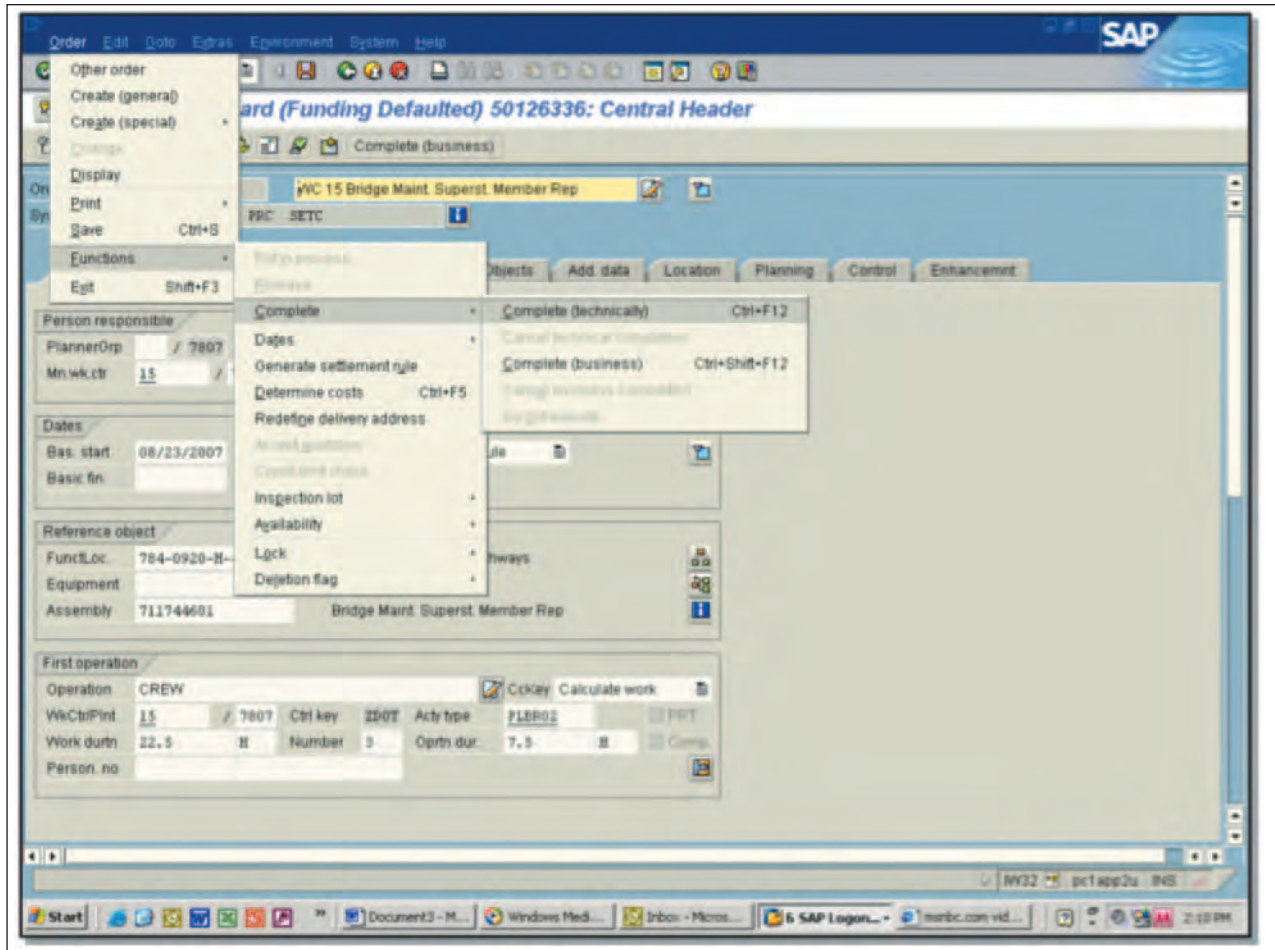 SAP
Order Edit Goto Extras Environment System Help
Other order
Create (general)
Create (special)
Change
Display
Print
Save Ctrl+S
Functions
Exit Shift+F3
ard (Funding Defaulted) 50126336: Central Header
Complete (business)
WC 15 Bridge Maint. Superst. Member Rep
PRC SETC
Objects Add. data Location Planning Control Enhancemnt
Complete
Dates
Generate settlement rule
Determine costs Ctrl+F5
Redefine delivery address
Inspection lot
Availability
Lock
Deletion flag
Complete (technically) Ctrl+F12
Cancel technical completion
Complete (business) Ctrl+Shift+F12
Person responsible
PlannerGrp / 7807
Mn.wk.ctr 15 /
Dates
Bas. start 08/23/2007
Basic fin.
Reference object
FunctLoc. 784-0920-H- hways
Equipment
Assembly 711744601 Bridge Maint. Superst. Member Rep
First operation
Operation CREW CcKey Calculate work
WkCtr/Plnt 15 / 7807 Ctrl key ZDOT Acty type PLBR02 PRT
Work durtn 22.5 H Number 3 Oprtn dur. 7.5 H Comp.
Person. no
IW32 pc1app2u INS
Start Document3 - M... Windows Medi... Inbox - Micros... 6 SAP Logon... msnbc.com vid... 2:10 PM